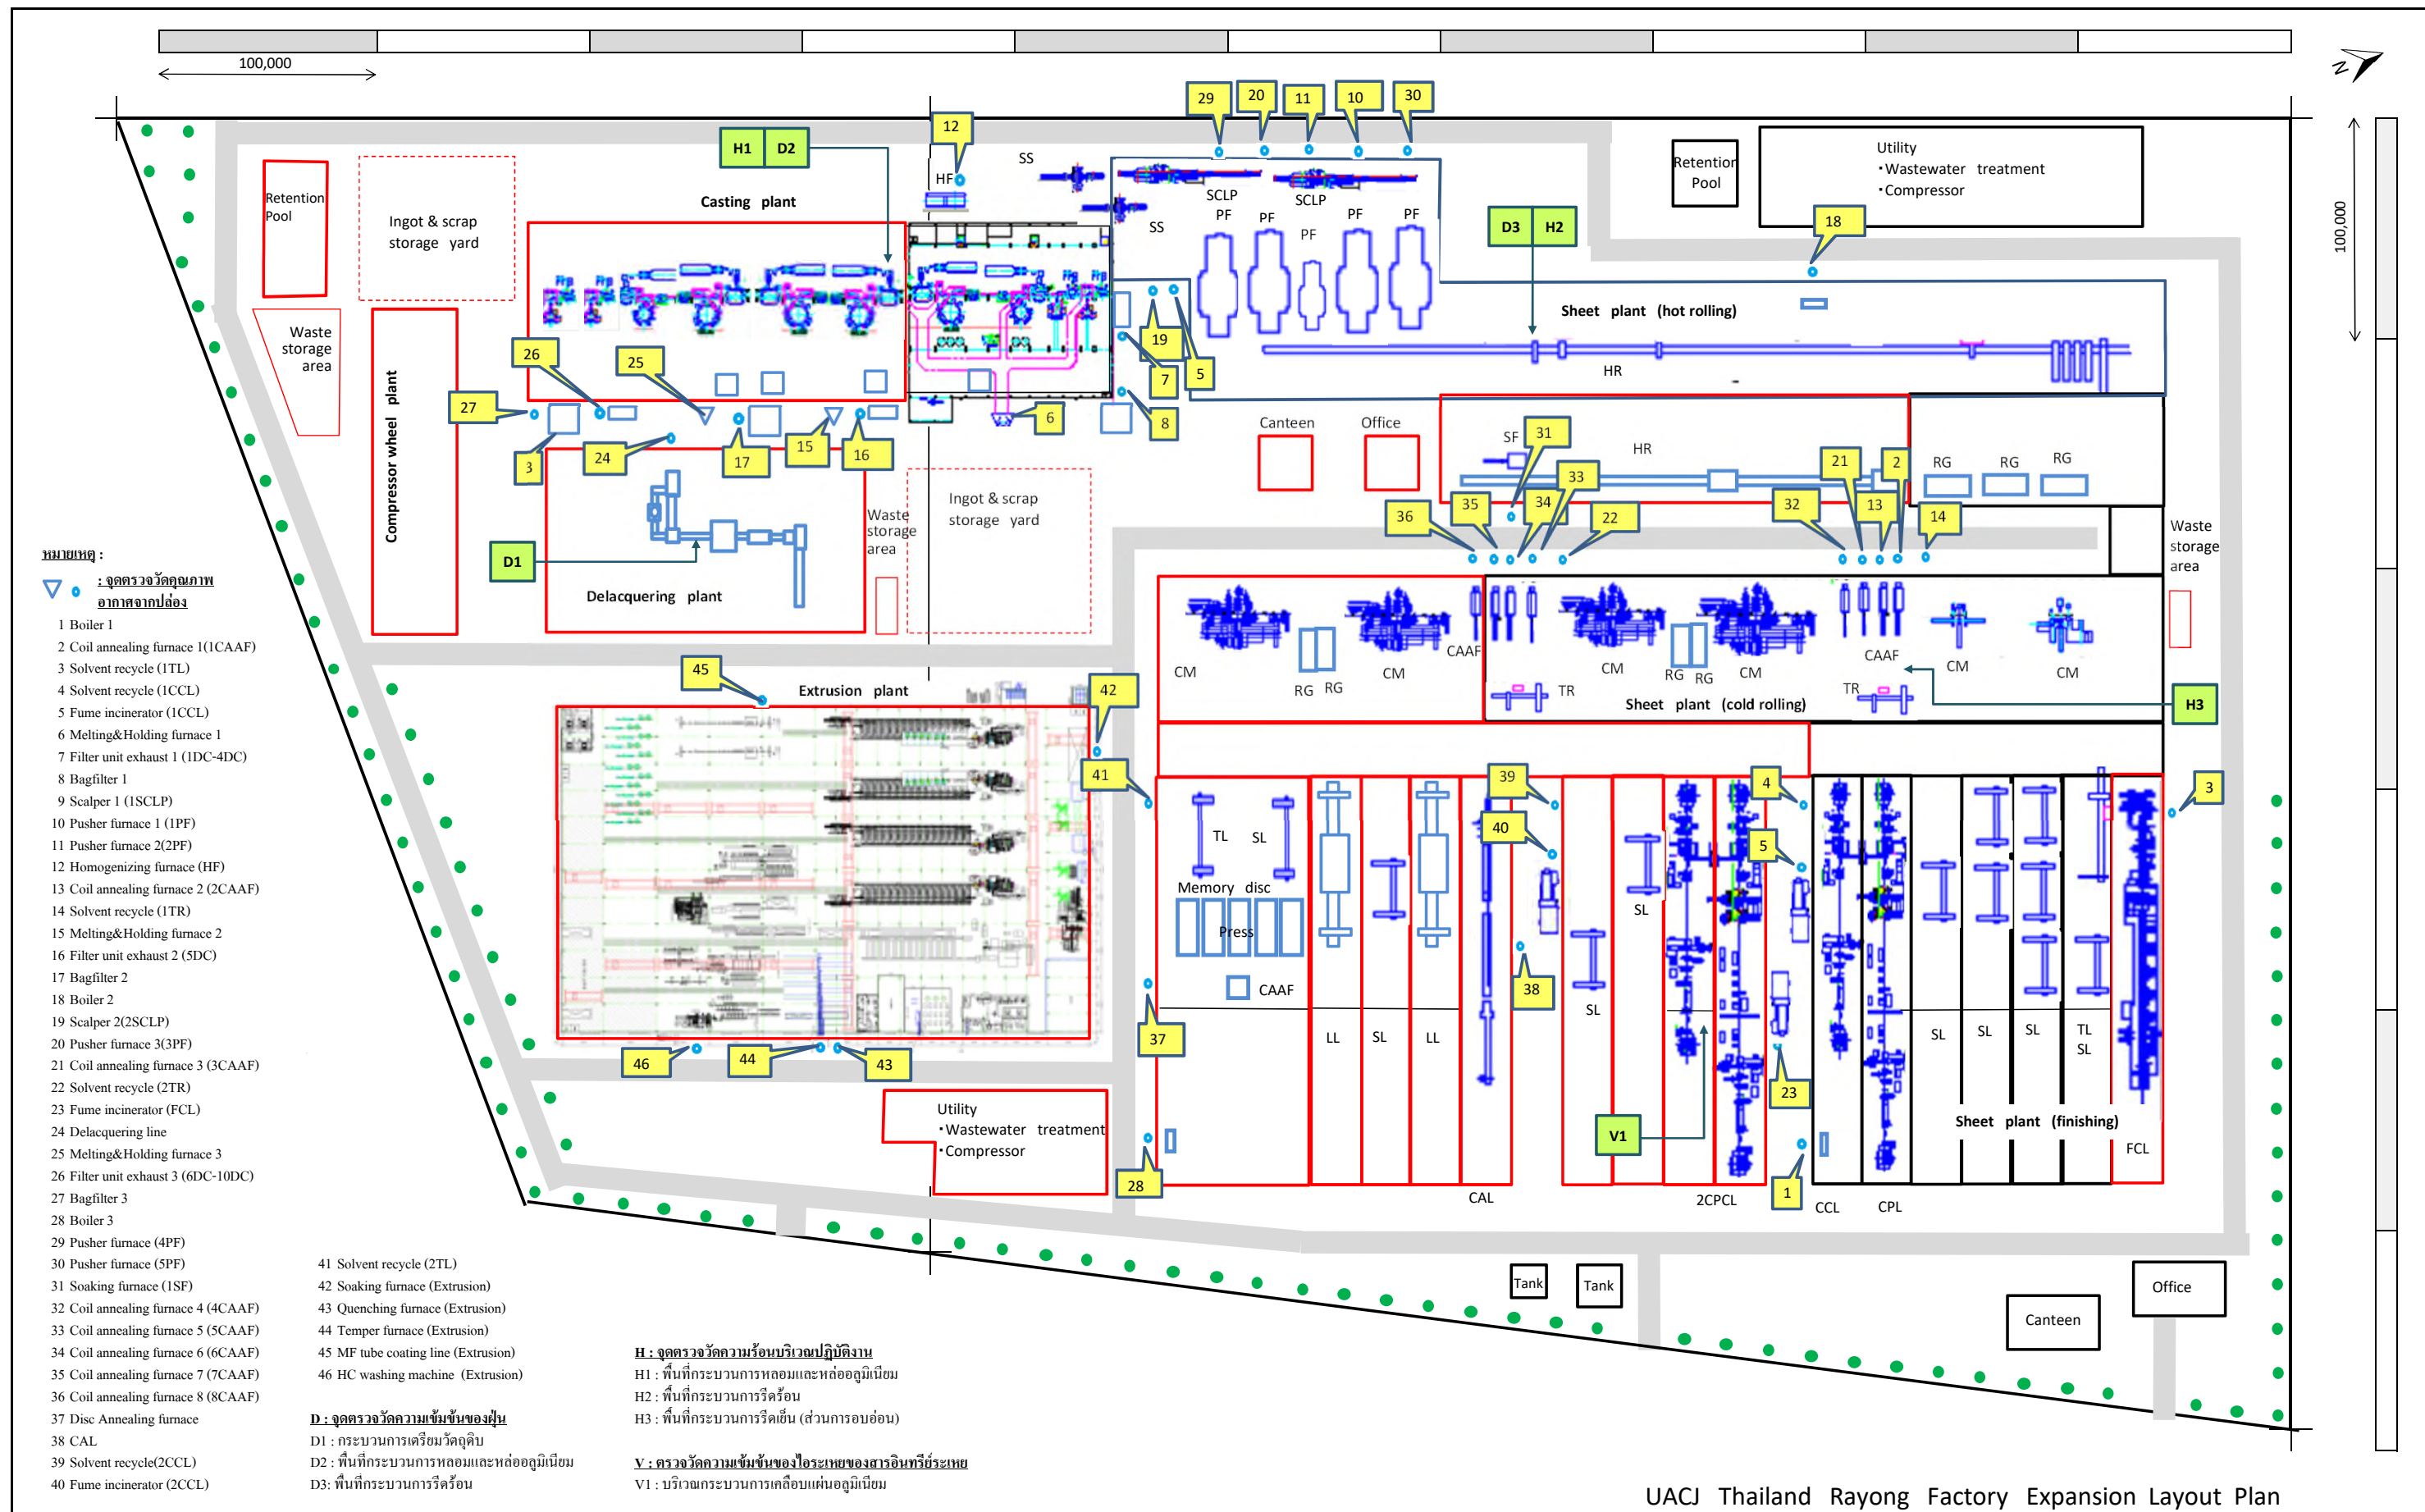 100,000
N
100,000
29
20
11
10
30
12
H1 D2
SS
HF
Casting plant
SCLP
SCLP
PF
PF
PF
PF
PF
SS
D3 H2
Retention
Pool
Utility
・Wastewater treatment
・Compressor
18
Retention
Pool
Ingot & scrap
storage yard
Waste
storage
area
Compressor wheel plant
Sheet plant (hot rolling)
HR
26
25
19
5
7
27
6
8
3
24
17
15
16
Canteen
Office
SF
31
HR
21
2
RG
RG
RG
35
34
33
36
22
32
13
14
Waste
storage
area
Ingot & scrap
storage yard
Waste
storage
area
D1
Delacquering plant
CM
RG RG
CM
CAAF
CM
RG RG
CM
CAAF
CM
CM
TR
TR
Sheet plant (cold rolling)
H3
45
Extrusion plant
42
41
39
4
3
40
5
TL SL
Memory disc
Press
CAAF
SL
38
SL
37
LL
SL
LL
46
44
43
23
SL
SL
SL
TL
SL
Sheet plant (finishing)
FCL
V1
28
1
CAL
2CPCL
CCL
CPL
Utility
・Wastewater treatment
・Compressor
Tank
Tank
Office
Canteen
หมายเหตุ :
: จุดตรวจวัดคุณภาพ
อากาศจากปล่อง
1 Boiler 1
2 Coil annealing furnace 1(1CAAF)
3 Solvent recycle (1TL)
4 Solvent recycle (1CCL)
5 Fume incinerator (1CCL)
6 Melting&Holding furnace 1
7 Filter unit exhaust 1 (1DC-4DC)
8 Bagfilter 1
9 Scalper 1 (1SCLP)
10 Pusher furnace 1 (1PF)
11 Pusher furnace 2(2PF)
12 Homogenizing furnace (HF)
13 Coil annealing furnace 2 (2CAAF)
14 Solvent recycle (1TR)
15 Melting&Holding furnace 2
16 Filter unit exhaust 2 (5DC)
17 Bagfilter 2
18 Boiler 2
19 Scalper 2(2SCLP)
20 Pusher furnace 3(3PF)
21 Coil annealing furnace 3 (3CAAF)
22 Solvent recycle (2TR)
23 Fume incinerator (FCL)
24 Delacquering line
25 Melting&Holding furnace 3
26 Filter unit exhaust 3 (6DC-10DC)
27 Bagfilter 3
28 Boiler 3
29 Pusher furnace (4PF)
30 Pusher furnace (5PF)
31 Soaking furnace (1SF)
32 Coil annealing furnace 4 (4CAAF)
33 Coil annealing furnace 5 (5CAAF)
34 Coil annealing furnace 6 (6CAAF)
35 Coil annealing furnace 7 (7CAAF)
36 Coil annealing furnace 8 (8CAAF)
37 Disc Annealing furnace
38 CAL
39 Solvent recycle(2CCL)
40 Fume incinerator (2CCL)
41 Solvent recycle (2TL)
42 Soaking furnace (Extrusion)
43 Quenching furnace (Extrusion)
44 Temper furnace (Extrusion)
45 MF tube coating line (Extrusion)
46 HC washing machine (Extrusion)
D : จุดตรวจวัดความเข้มข้นของฝุ่น
D1 : กระบวนการเตรียมวัตถุดิบ
D2 : พื้นที่กระบวนการหลอมและหล่ออลูมิเนียม
D3: พื้นที่กระบวนการรีดร้อน
H : จุดตรวจวัดความร้อนบริเวณปฏิบัติงาน
H1 : พื้นที่กระบวนการหลอมและหล่ออลูมิเนียม
H2 : พื้นที่กระบวนการรีดร้อน
H3 : พื้นที่กระบวนการรีดเย็น (ส่วนการอบอ่อน)
V : ตรวจวัดความเข้มข้นของไอระเหยของสารอินทรีย์ระเหย
V1 : บริเวณกระบวนการเคลือบแผ่นอลูมิเนียม
UACJ Thailand Rayong Factory Expansion Layout Plan